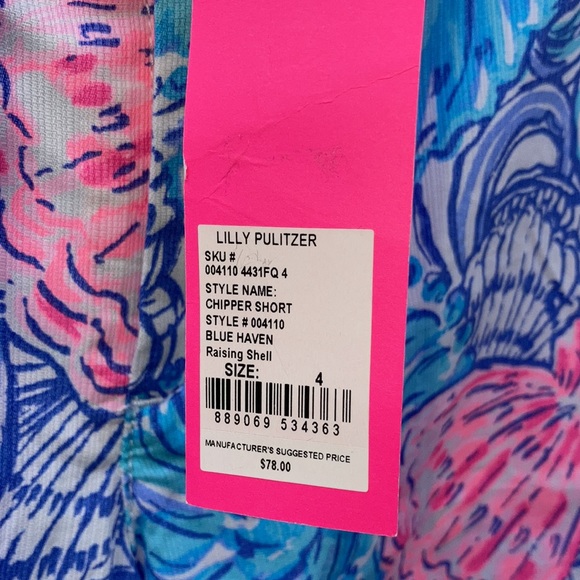 LILLY PULITZER
SKU #
004110 4431FQ 4
STYLE NAME:
CHIPPER SHORT
STYLE # 004110
BLUE HAVEN
Raising Shell
SIZE: 4
889069 534363
MANUFACTURER'S SUGGESTED PRICE
$78.00